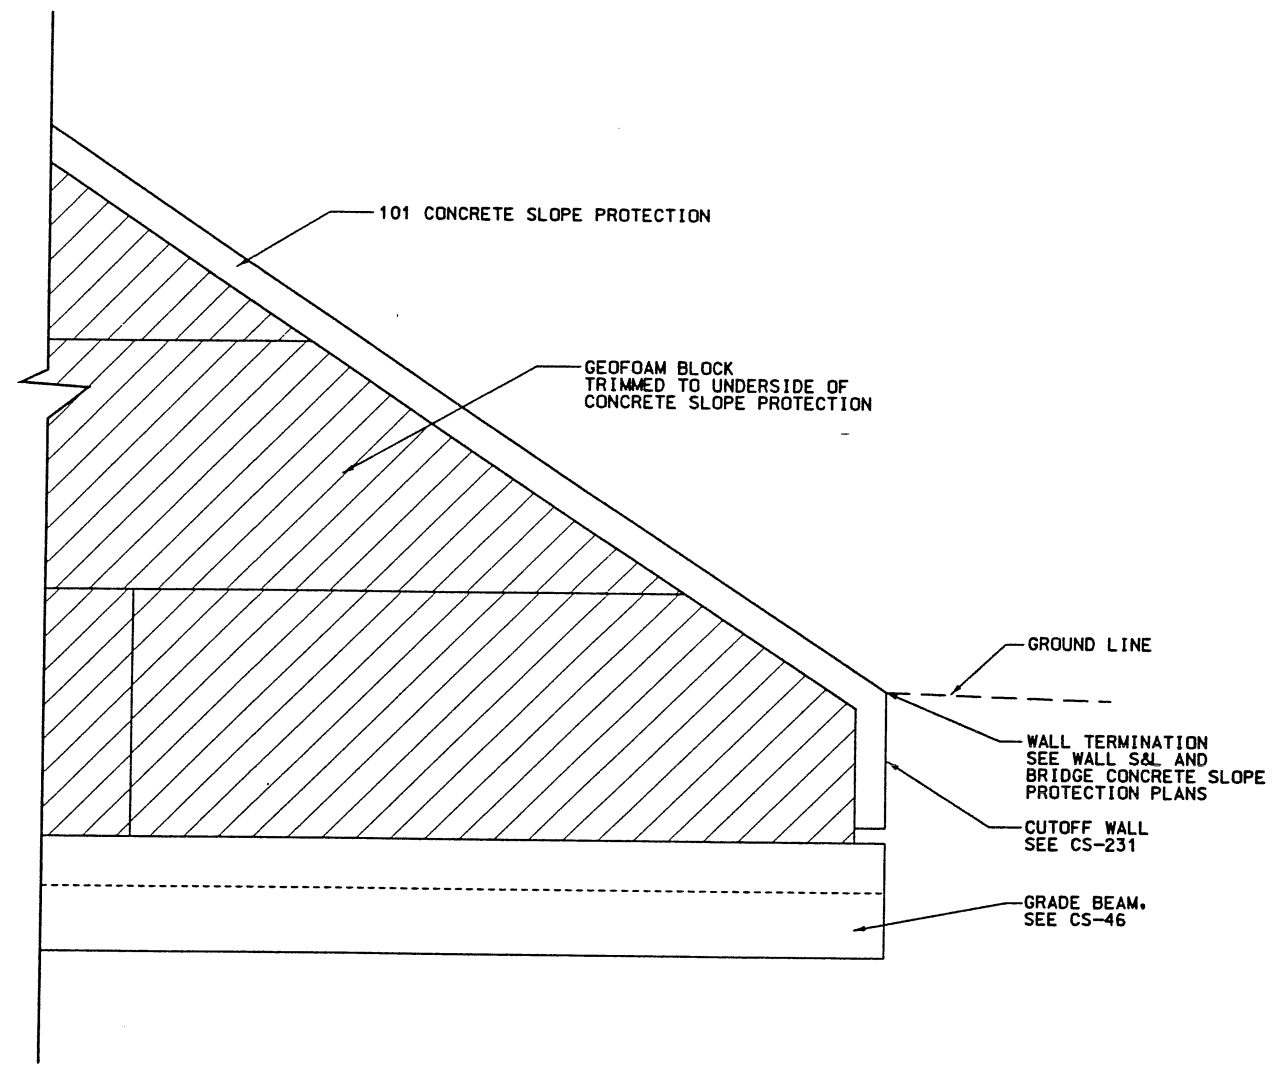 101 CONCRETE SLOPE PROTECTION
GEOFOAM BLOCK
TRIMMED TO UNDERSIDE OF
CONCRETE SLOPE PROTECTION
GROUND LINE
WALL TERMINATION
SEE WALL S&L AND
BRIDGE CONCRETE SLOPE
PROTECTION PLANS
CUTOFF WALL
SEE CS-231
GRADE BEAM.
SEE CS-46